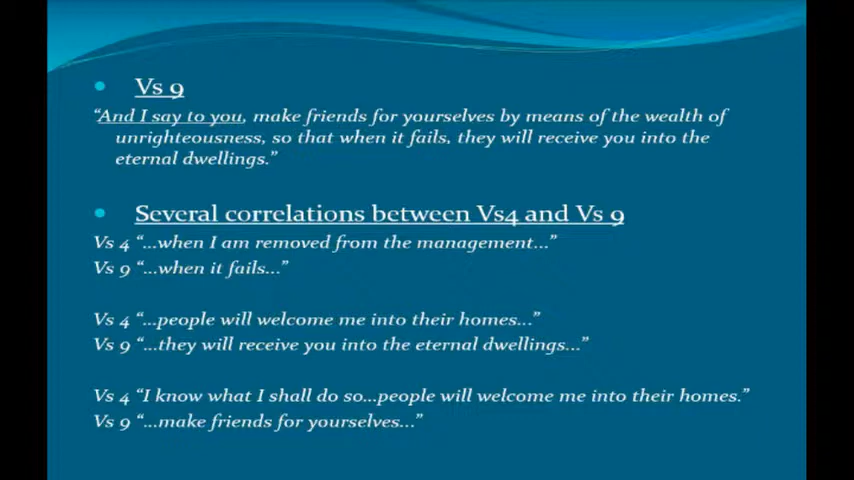 Vs 9
“And I say to you, make friends for yourselves by means of the wealth of
unrighteousness, so that when it fails, they will receive you into the
eternal dwellings.”
Several correlations between Vs4 and Vs 9
Vs 4 “…when I am removed from the management…”
Vs 9 “…when it fails…”
Vs 4 “…people will welcome me into their homes…”
Vs 9 “…they will receive you into the eternal dwellings…”
Vs 4 “I know what I shall do so…people will welcome me into their homes.”
Vs 9 “…make friends for yourselves…”